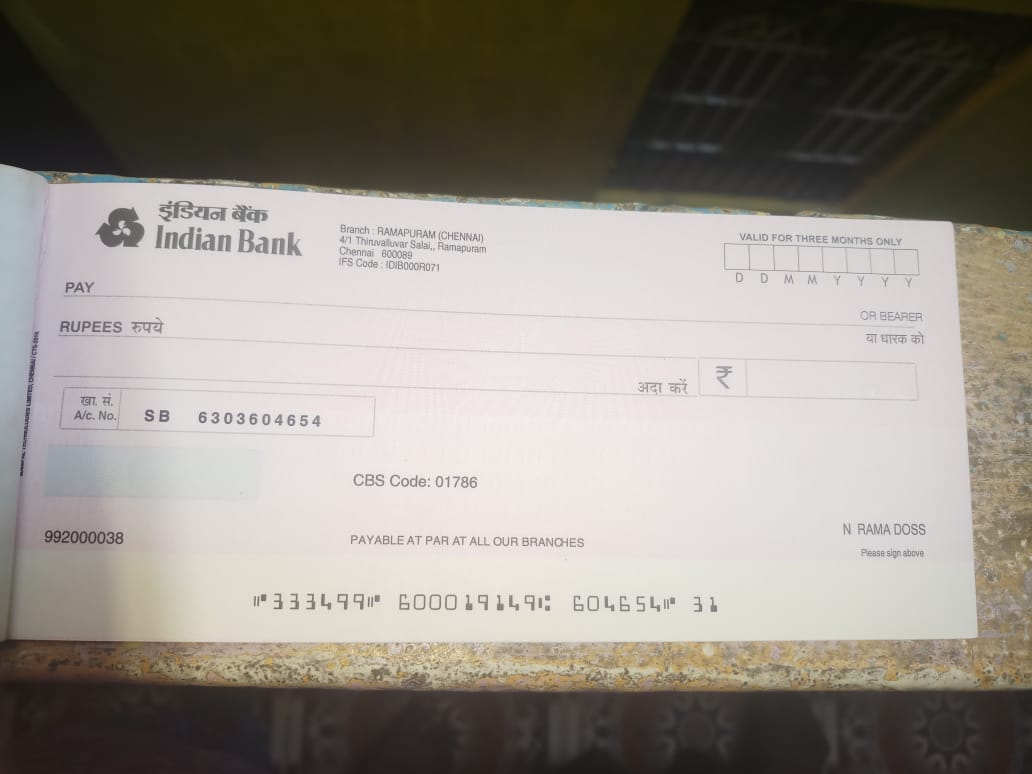 इंडियन बैंक
Indian Bank
Branch : RAMAPURAM (CHENNAI)
4/1 Thiruvalluvar Salai,, Ramapuram
Chennai 600089
IFS Code : IDIB000R071
VALID FOR THREE MONTHS ONLY
D D M M Y Y Y Y
PAY
OR BEARER
RUPEES रुपये
या धारक को
अदा करें ₹
खा. सं.
A/c. No. SB 6303604654
CBS Code: 01786
992000038
PAYABLE AT PAR AT ALL OUR BRANCHES
N RAMA DOSS
Please sign above
⑈333499⑈ 600019149⑆ 604654⑈ 31